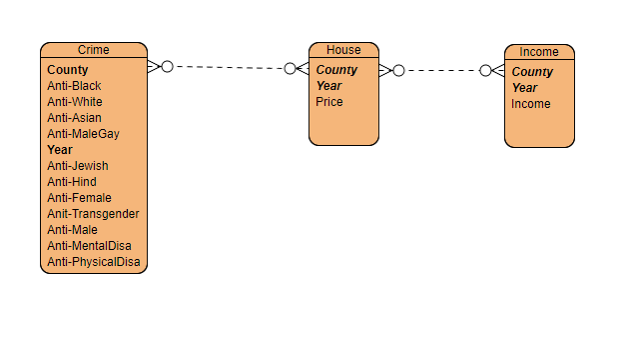 Crime
County
Anti-Black
Anti-White
Anti-Asian
Anti-MaleGay
Year
Anti-Jewish
Anti-Hind
Anti-Female
Anit-Transgender
Anti-Male
Anti-MentalDisa
Anti-PhysicalDisa
House
County
Year
Price
Income
County
Year
Income